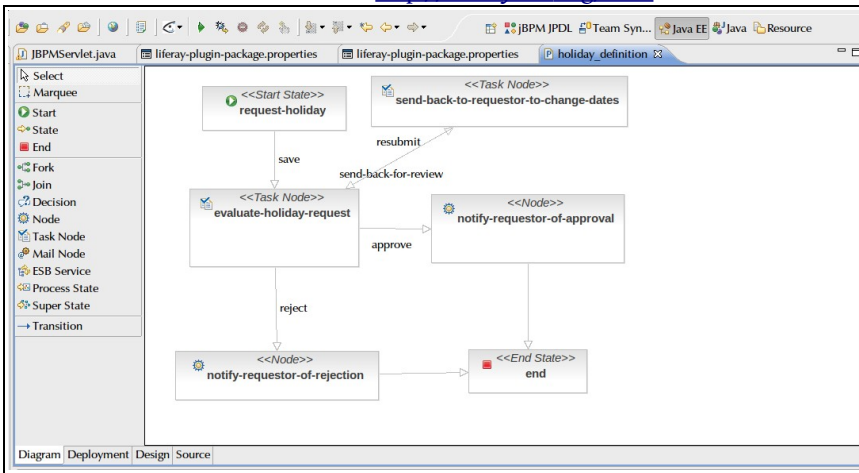 jBPM JPDL Team Syn... Java EE Java Resource
JBPMServlet.java liferay-plugin-package.properties liferay-plugin-package.properties holiday_definition
Select
Marquee
Start
State
End
Fork
Join
Decision
Node
Task Node
Mail Node
ESB Service
Process State
Super State
Transition
<<Start State>>
request-holiday
<<Task Node>>
send-back-to-requestor-to-change-dates
resubmit
save
send-back-for-review
<<Task Node>>
evaluate-holiday-request
<<Node>>
notify-requestor-of-approval
approve
reject
<<Node>>
notify-requestor-of-rejection
<<End State>>
end
Diagram Deployment Design Source